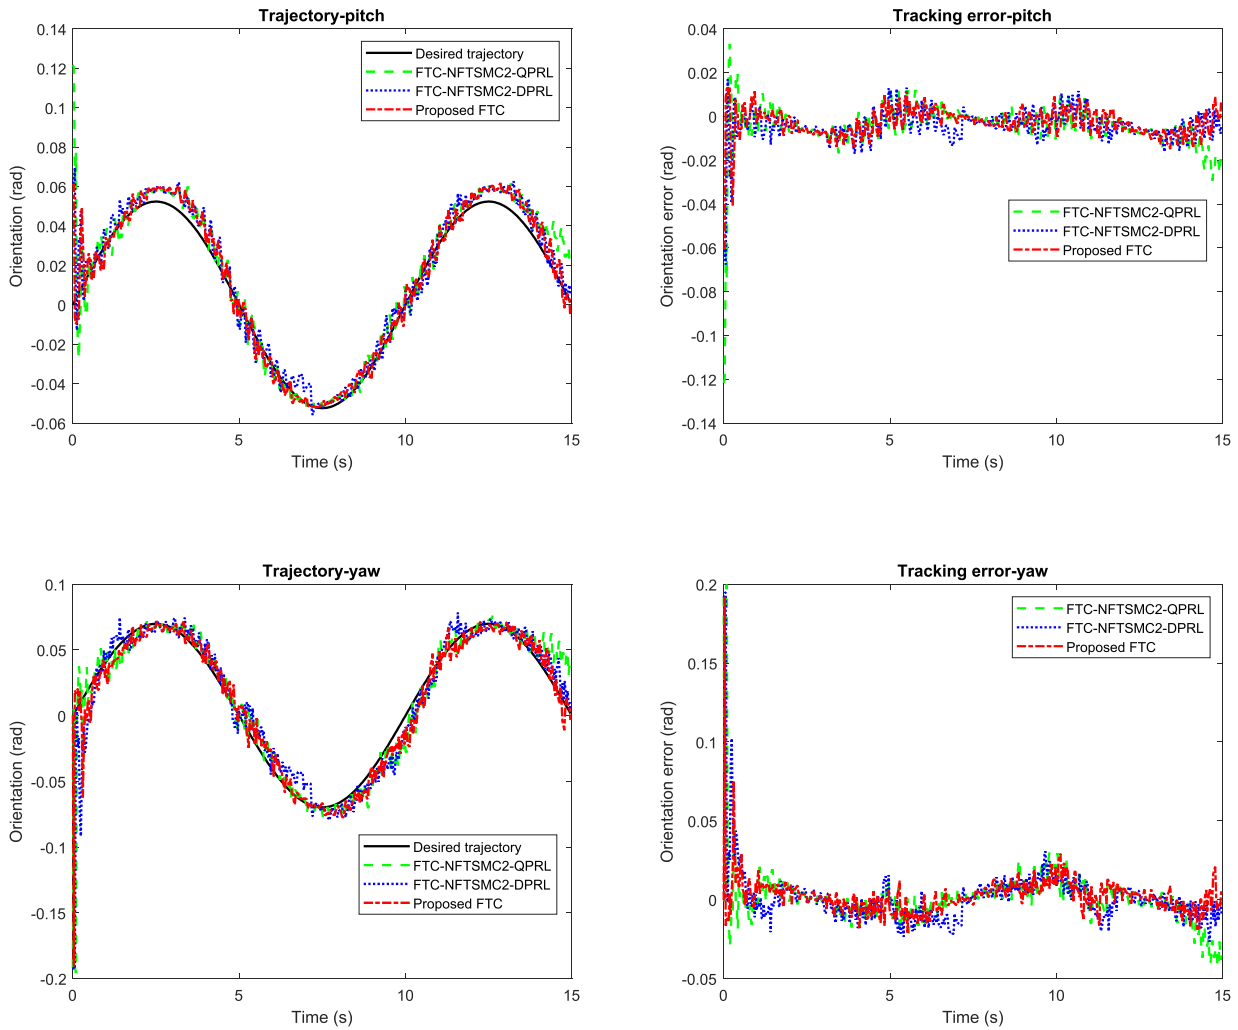 Trajectory-pitch
0.14
0.12
0.1
0.08
0.06
0.04
0.02
0
-0.02
-0.04
-0.06
Orientation (rad)
0 5 10 15
Time (s)
Desired trajectory
FTC-NFTSMC2-QPRL
FTC-NFTSMC2-DPRL
Proposed FTC
Tracking error-pitch
0.04
0.02
0
-0.02
-0.04
-0.06
-0.08
-0.1
-0.12
-0.14
Orientation error (rad)
0 5 10 15
Time (s)
FTC-NFTSMC2-QPRL
FTC-NFTSMC2-DPRL
Proposed FTC
Trajectory-yaw
0.1
0.05
0
-0.05
-0.1
-0.15
-0.2
Orientation (rad)
0 5 10 15
Time (s)
Desired trajectory
FTC-NFTSMC2-QPRL
FTC-NFTSMC2-DPRL
Proposed FTC
Tracking error-yaw
0.2
0.15
0.1
0.05
0
-0.05
Orientation error (rad)
0 5 10 15
Time (s)
FTC-NFTSMC2-QPRL
FTC-NFTSMC2-DPRL
Proposed FTC